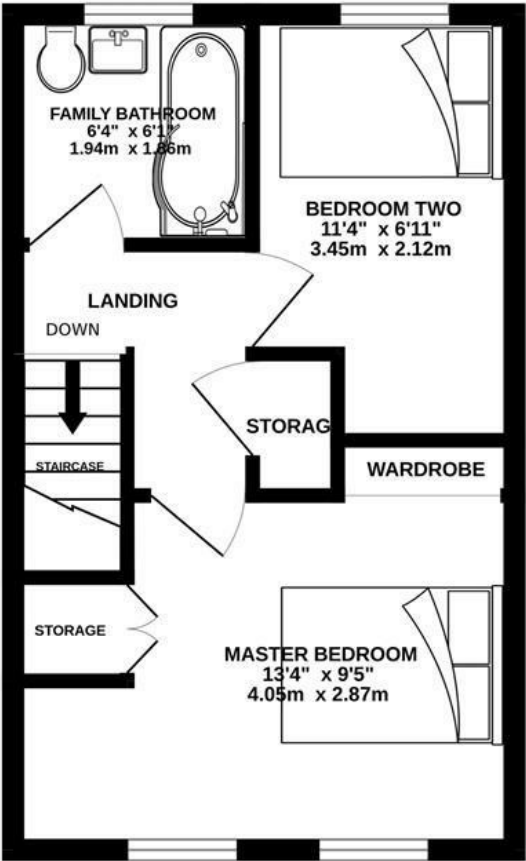 FAMILY BATHROOM
6'4" x 6'1"
1.94m x 1.86m
BEDROOM TWO
11'4" x 6'11"
3.45m x 2.12m
LANDING
DOWN
STORAG
STAIRCASE
WARDROBE
STORAGE
MASTER BEDROOM
13'4" x 9'5"
4.05m x 2.87m